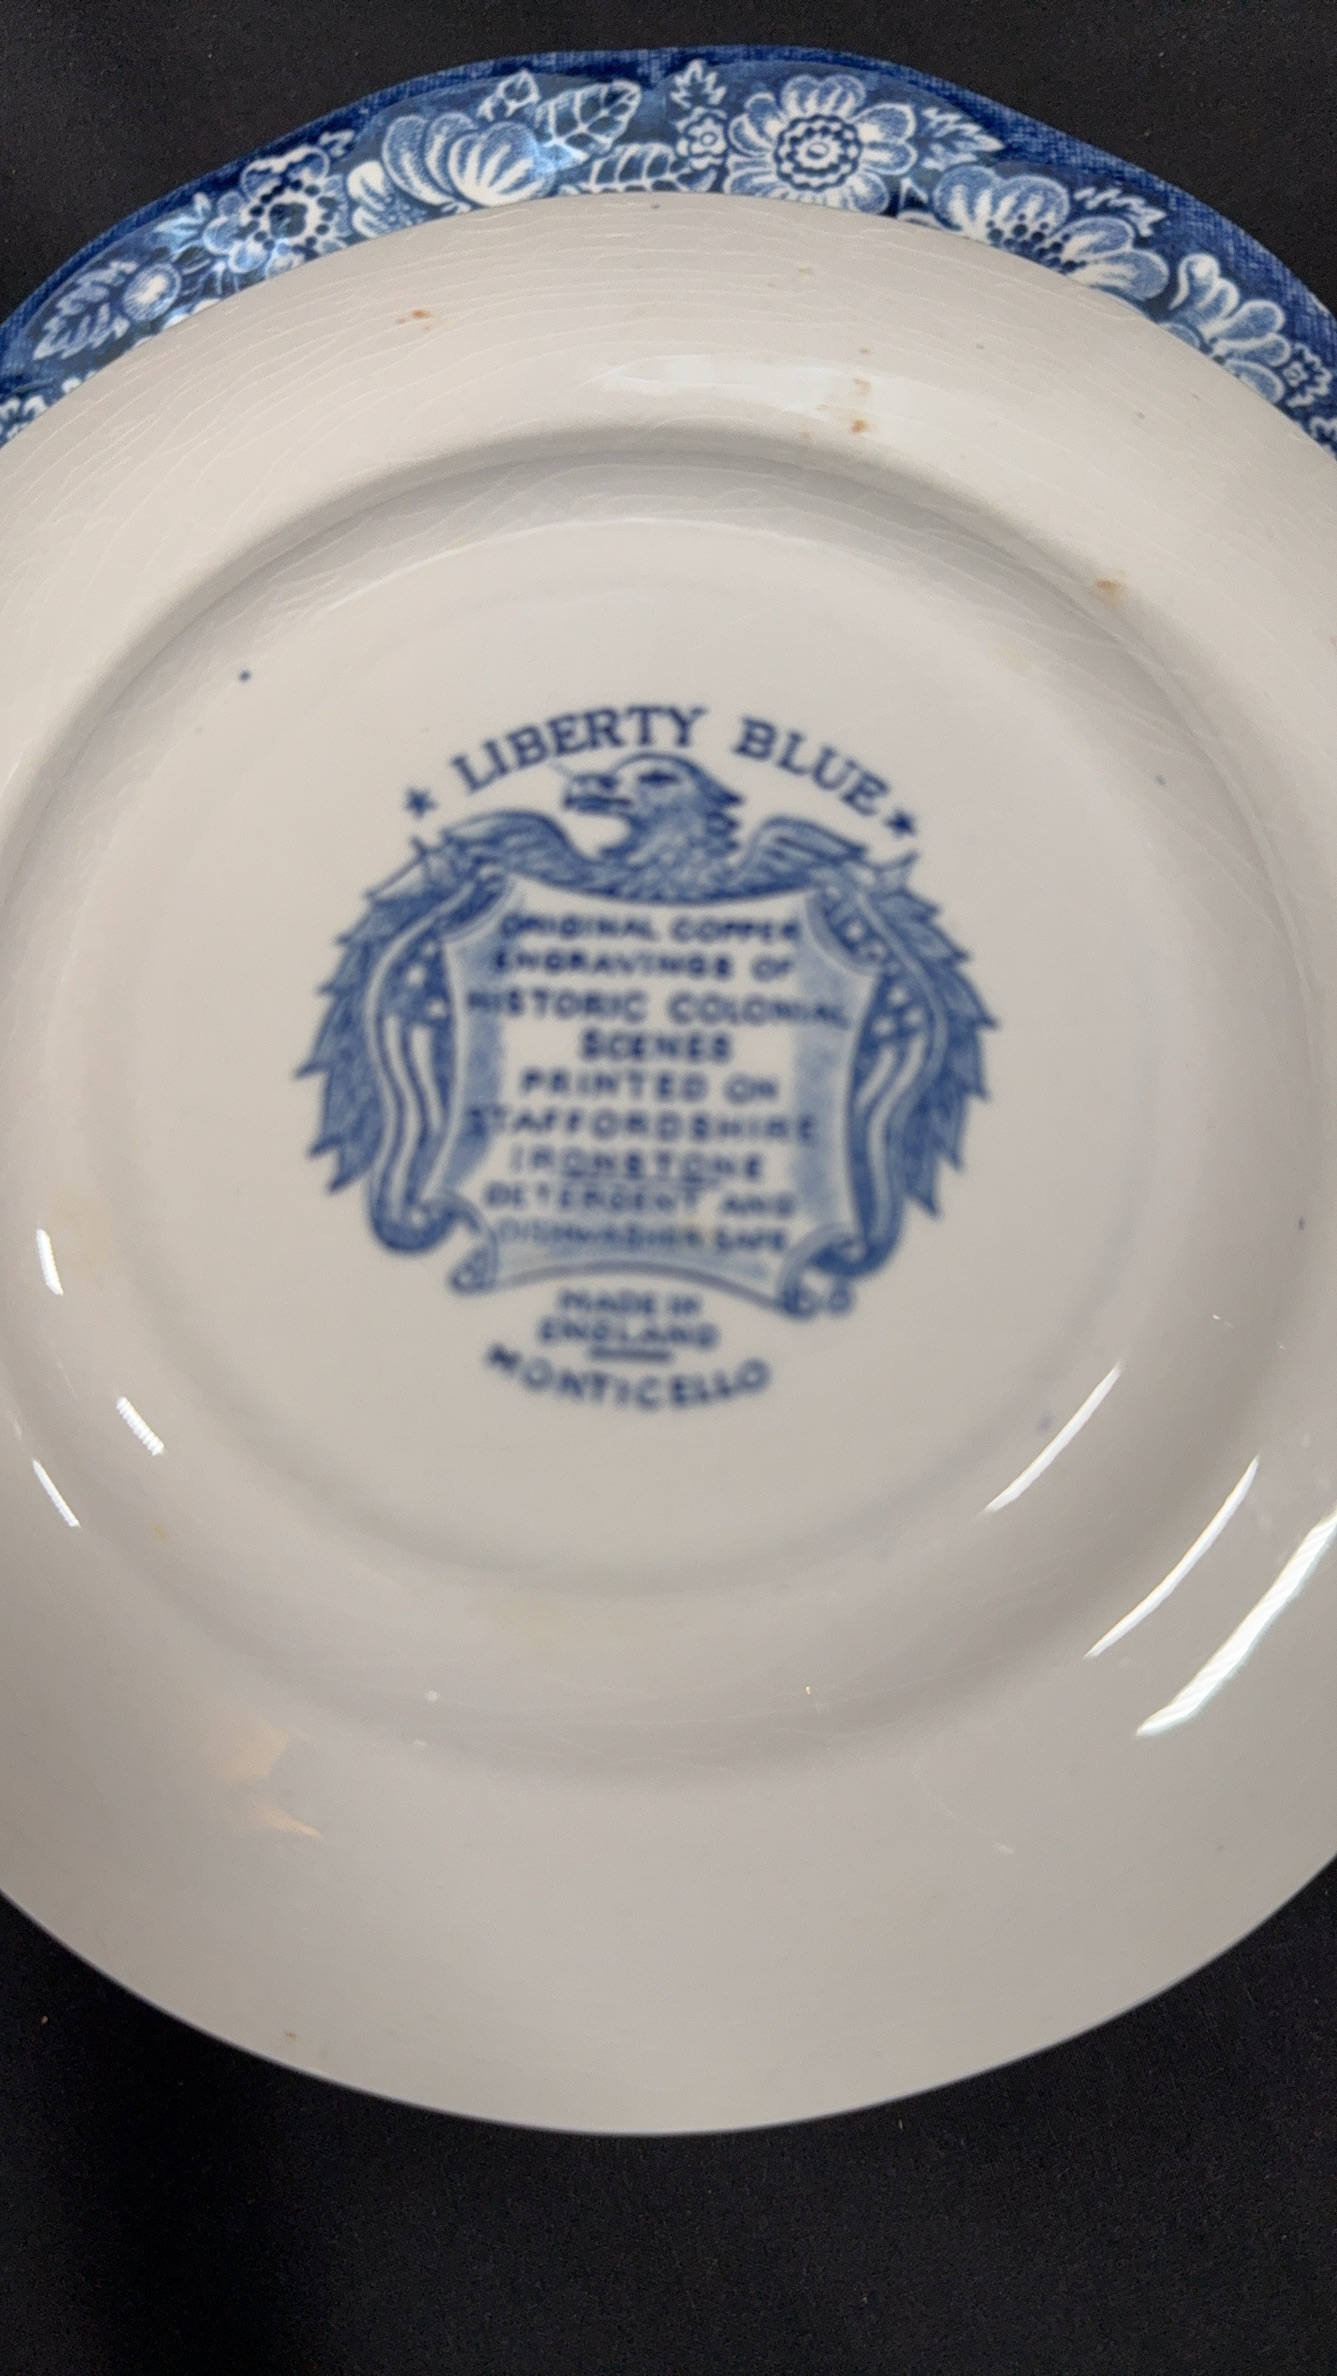 ★ LIBERTY BLUE ★
ORIGINAL COPPER
ENGRAVINGS OF
HISTORIC COLONIAL
SCENES
PRINTED ON
STAFFORDSHIRE
IRONSTONE
DETERGENT AND
DISHWASHER SAFE
MADE IN
ENGLAND
MONTICELLO